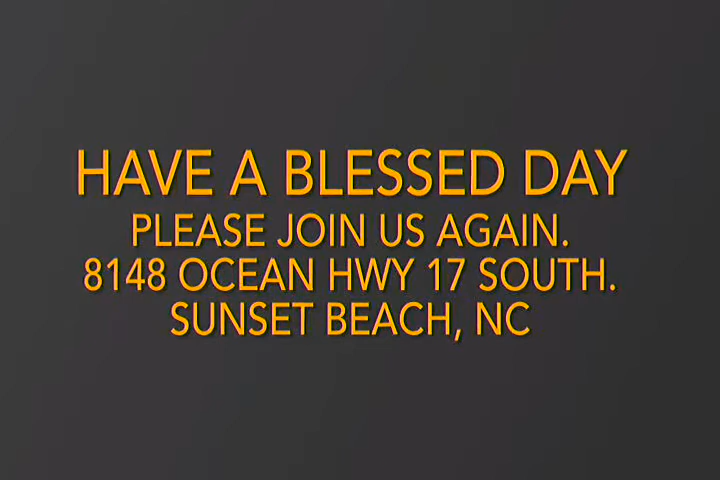 HAVE A BLESSED DAY
PLEASE JOIN US AGAIN.
8148 OCEAN HWY 17 SOUTH.
SUNSET BEACH, NC